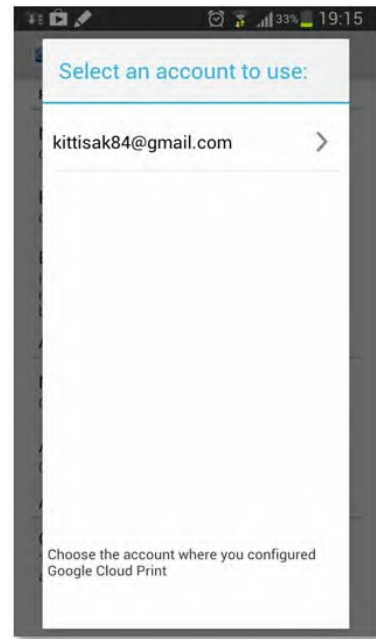 33% 19:15
Select an account to use:
kittisak84@gmail.com
Choose the account where you configured
Google Cloud Print